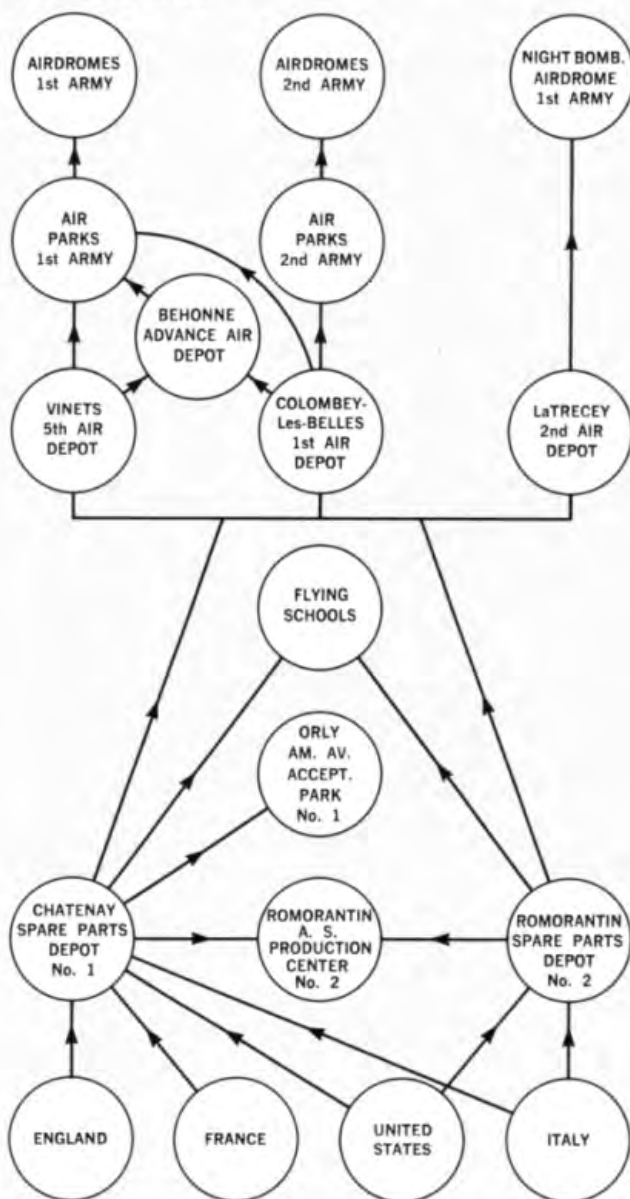 AIRDROMES
1st ARMY
AIRDROMES
2nd ARMY
NIGHT BOMB.
AIRDROME
1st ARMY
AIR
PARKS
1st ARMY
AIR
PARKS
2nd ARMY
BEHONNE
ADVANCE AIR
DEPOT
VINETS
5th AIR
DEPOT
COLOMBEY-
Les-BELLES
1st AIR
DEPOT
LaTRECEY
2nd AIR
DEPOT
FLYING
SCHOOLS
ORLY
AM. AV.
ACCEPT.
PARK
No. 1
CHATENAY
SPARE PARTS
DEPOT
No. 1
ROMORANTIN
A. S.
PRODUCTION
CENTER
No. 2
ROMORANTIN
SPARE PARTS
DEPOT
No. 2
ENGLAND
FRANCE
UNITED
STATES
ITALY